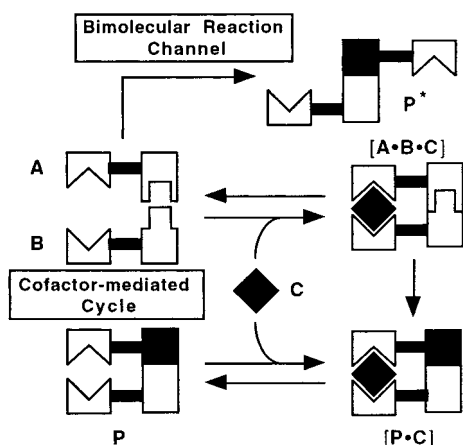 Bimolecular Reaction
Channel
P*
[A•B•C]
A
B
Cofactor-mediated
Cycle
C
P
[P•C]